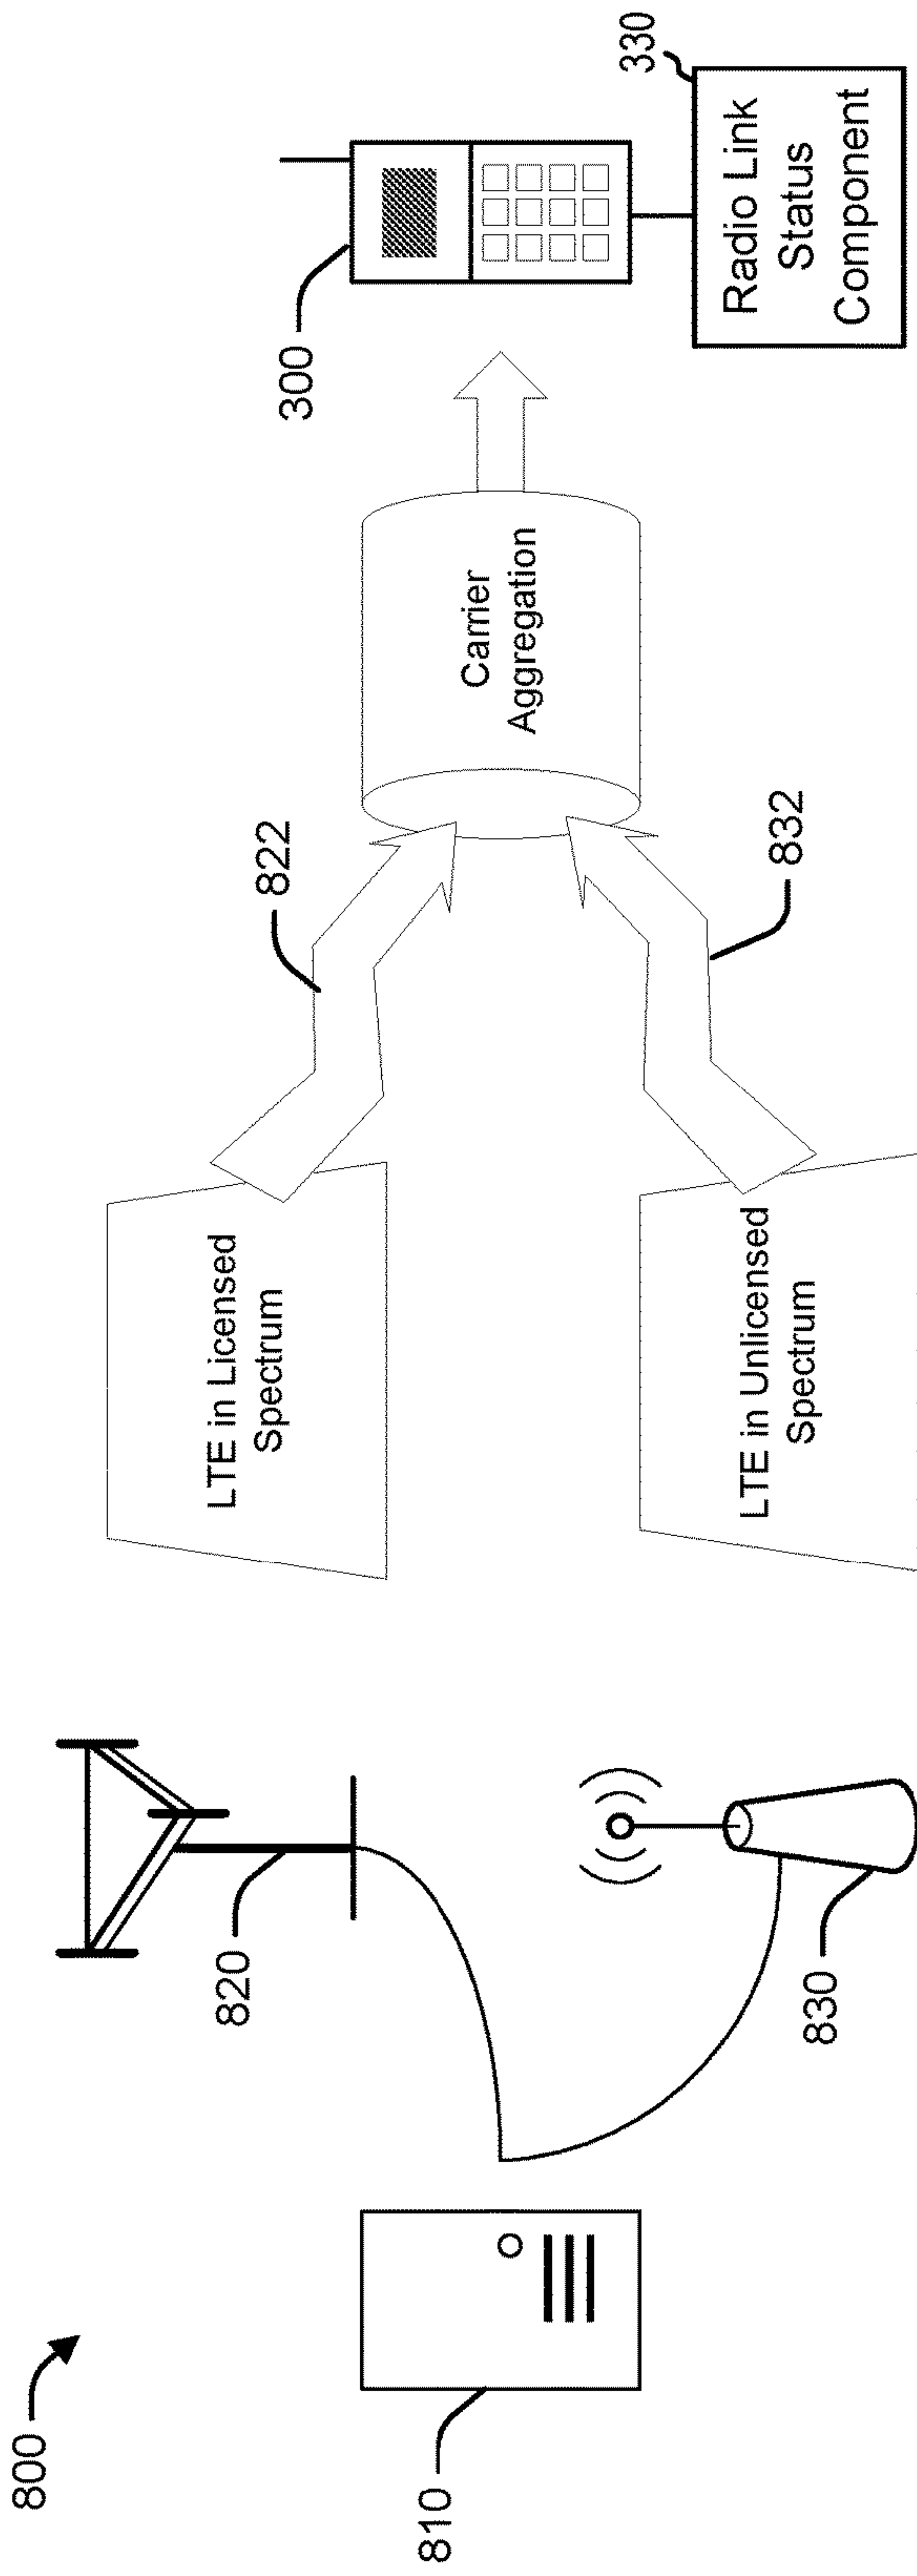 800
810
820
830
LTE in Licensed
Spectrum
LTE in Unlicensed
Spectrum
822
832
Carrier
Aggregation
300
330
Radio Link
Status
Component